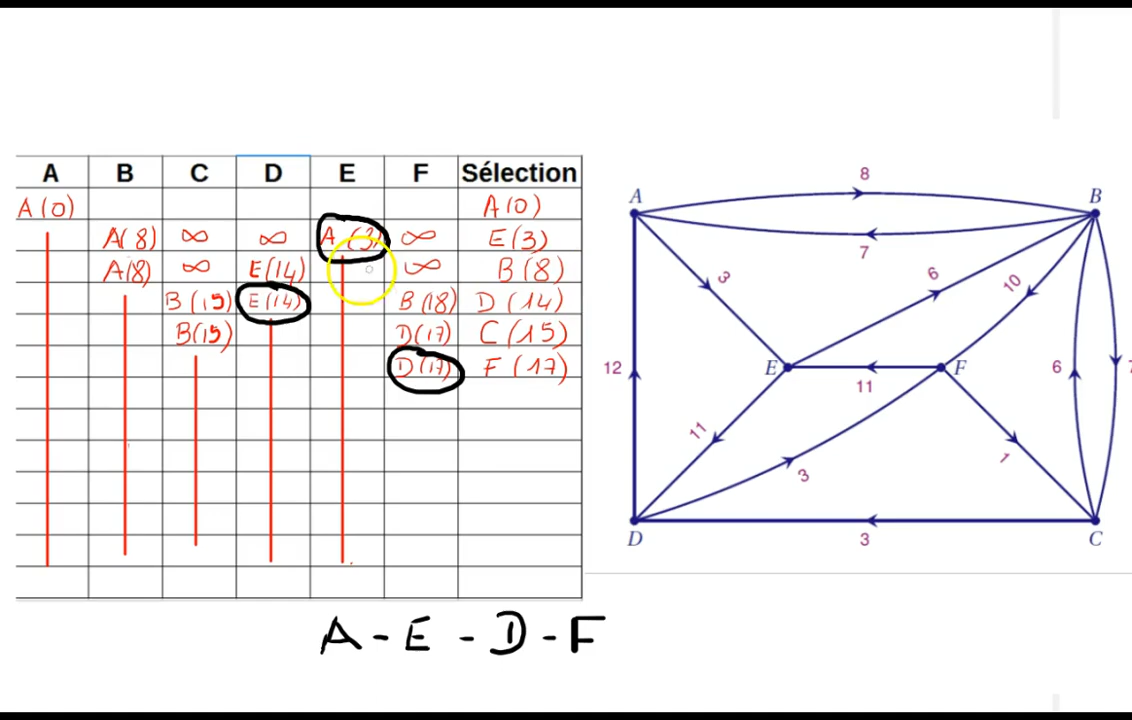 A B C D E F Sélection
A(0) A(0)
A(8) ∞ ∞ A(3) ∞ E(3)
A(8) ∞ E(14) ∞ B(8)
B(15) E(14) B(18) D(14)
B(15) D(17) C(15)
D(17) F(17)
A - E - D - F
8
A B
7
3 6 10
12 E F 6 7
11
11 1
3
D C
3